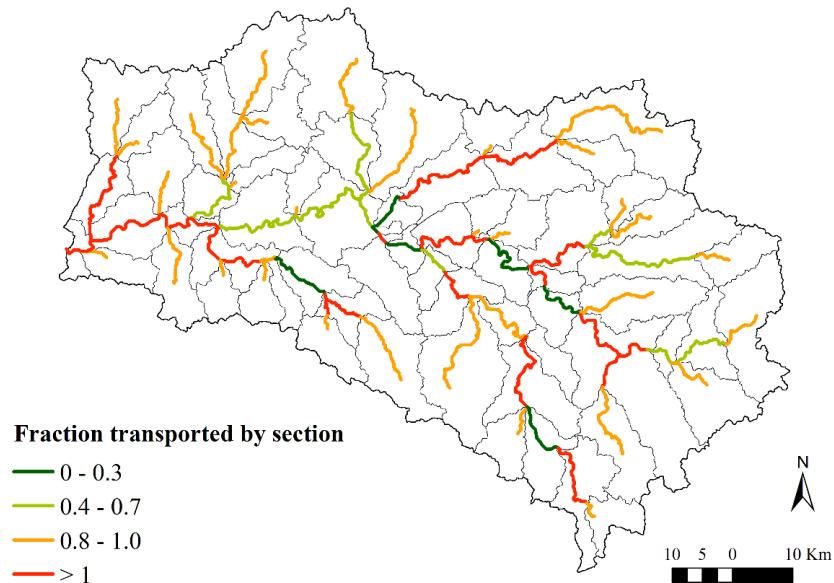 Fraction transported by section
0 - 0.3
0.4 - 0.7
0.8 - 1.0
> 1
N
10 5 0 10 Km